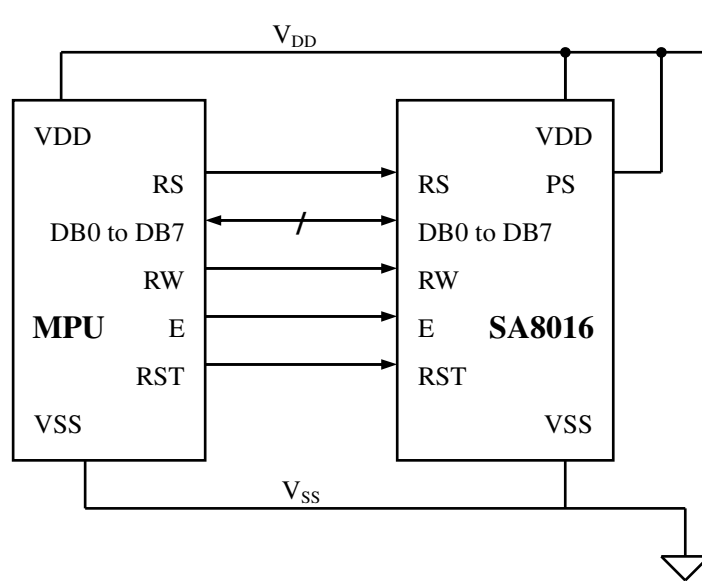 VDD
VDD
VDD
RS
RS
PS
DB0 to DB7
DB0 to DB7
RW
RW
MPU
E
E
SA8016
RST
RST
VSS
VSS
VSS